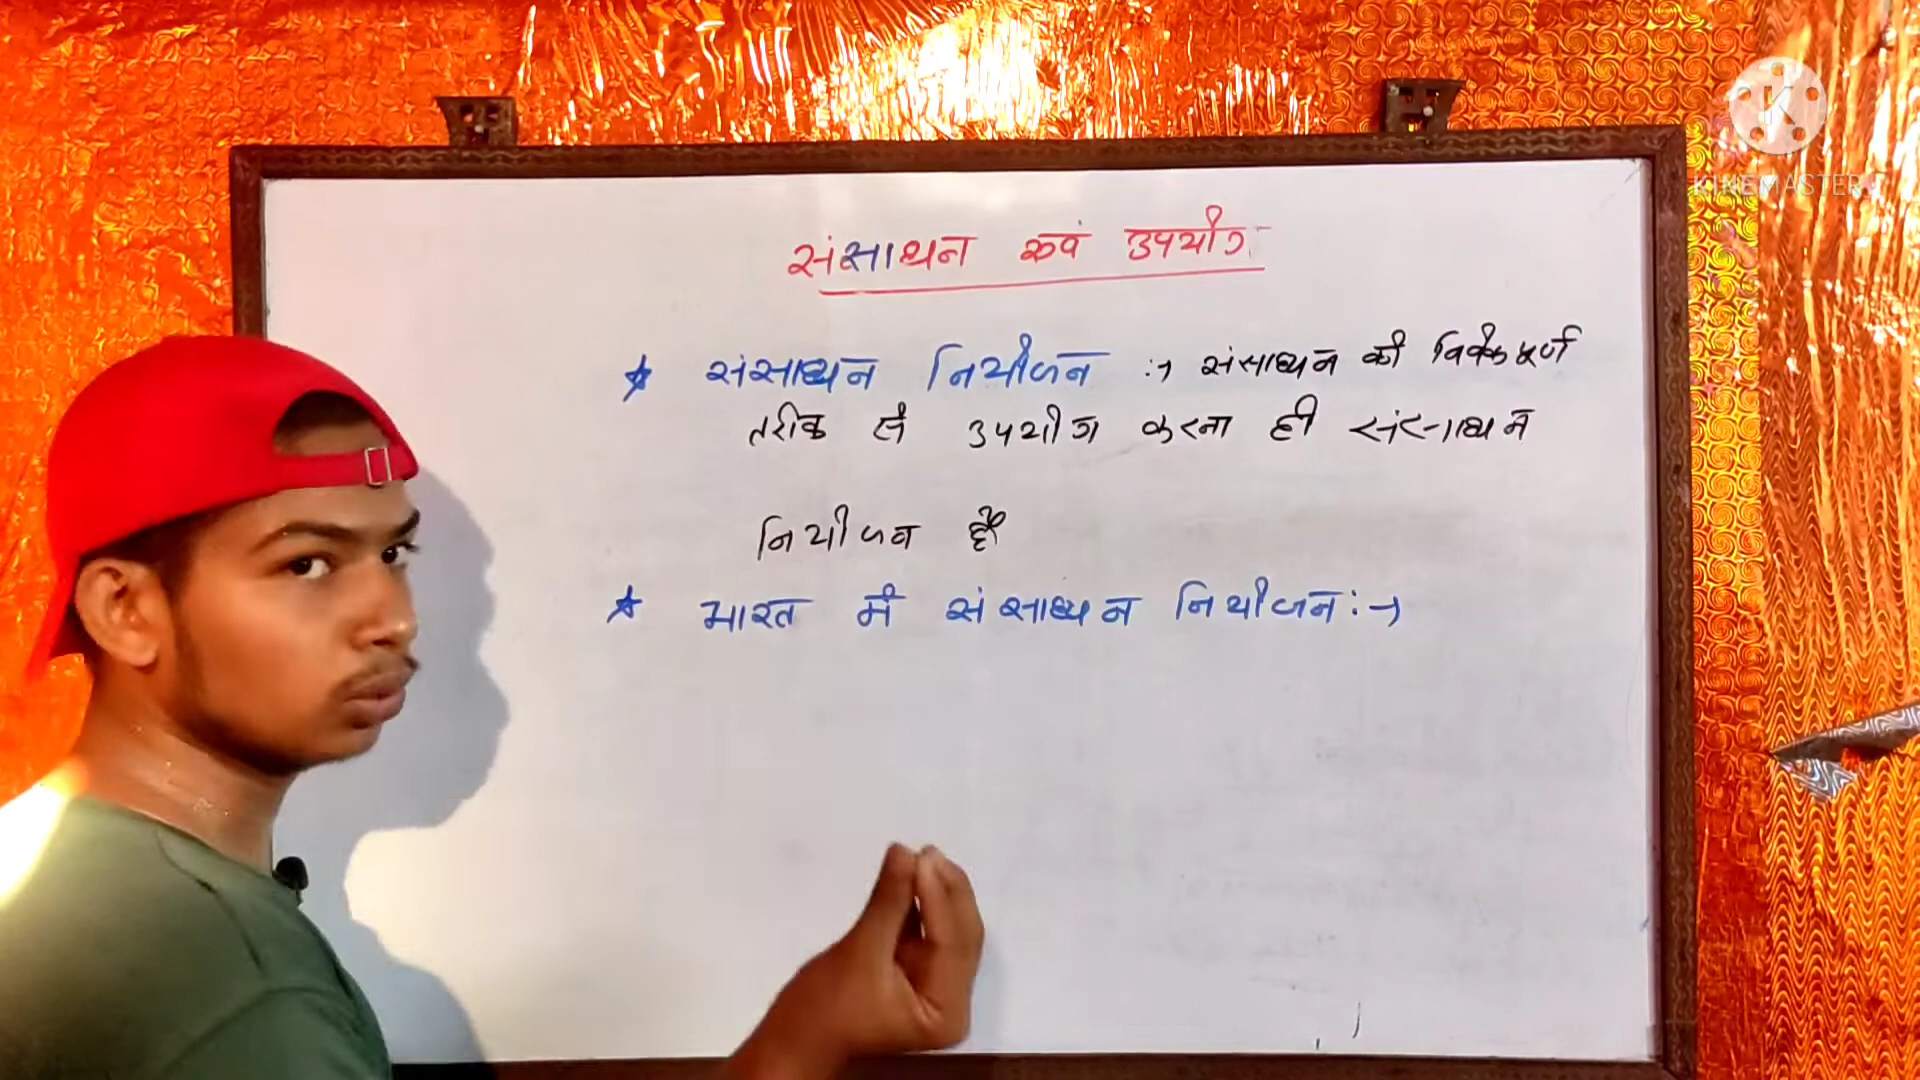 संसाधन एवं उपयोग
KINEMASTER
★ संसाधन नियोजन :→ संसाधन की विवेकपूर्ण
तरीके से उपयोग करना ही संसाधन
नियोजन है
★ भारत में संसाधन नियोजन :→